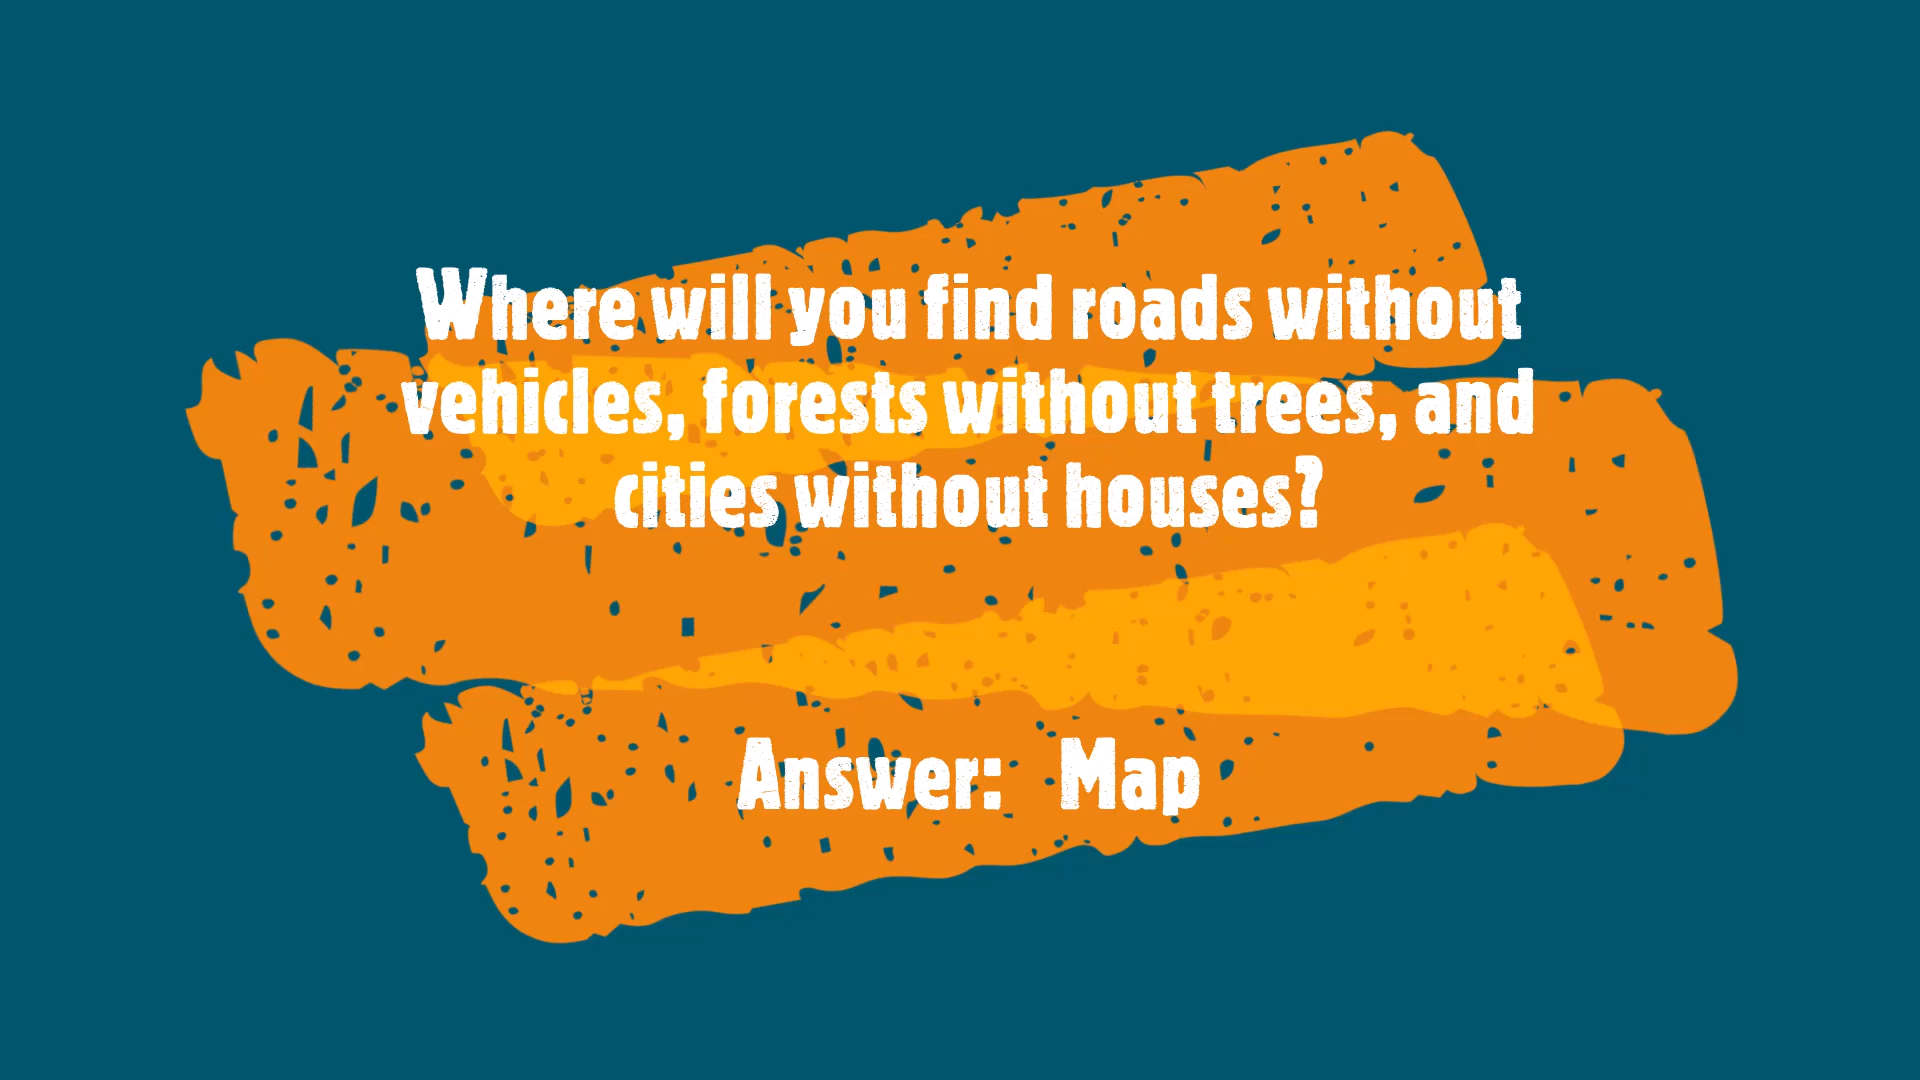 Where will you find roads without
vehicles, forests without trees, and
cities without houses?
Answer: Map